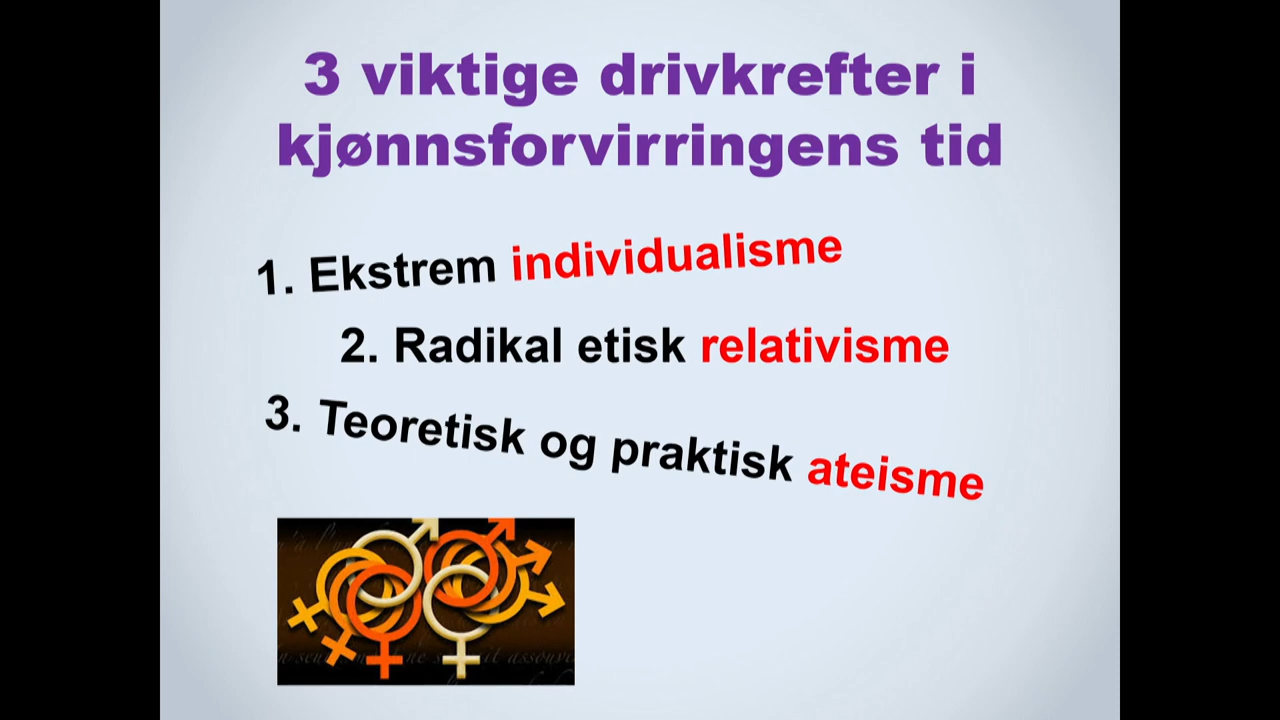 3 viktige drivkrefter i
kjønnsforvirringens tid
1. Ekstrem individualisme
2. Radikal etisk relativisme
3. Teoretisk og praktisk ateisme